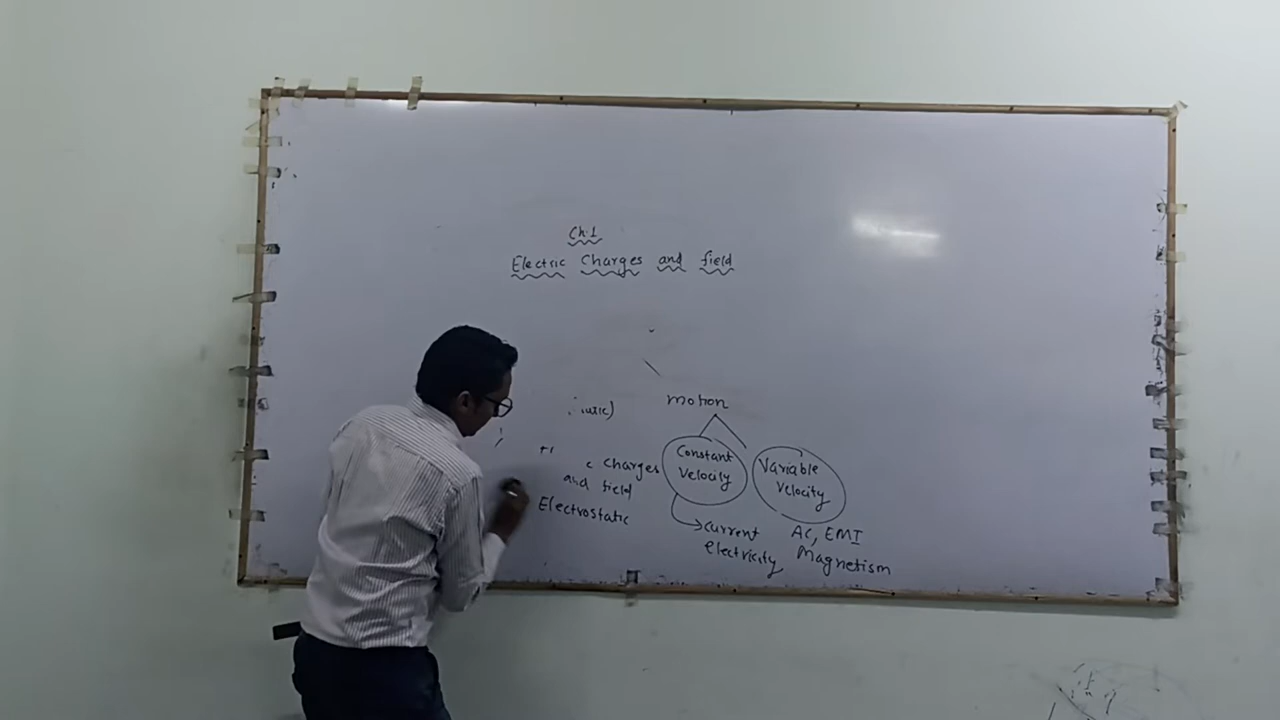 Ch.1
Electric Charges and field
motion
Constant
Velocity
Variable
Velocity
c Charges
and field
Electrostatic
Current
electricity
AC, EMI
Magnetism